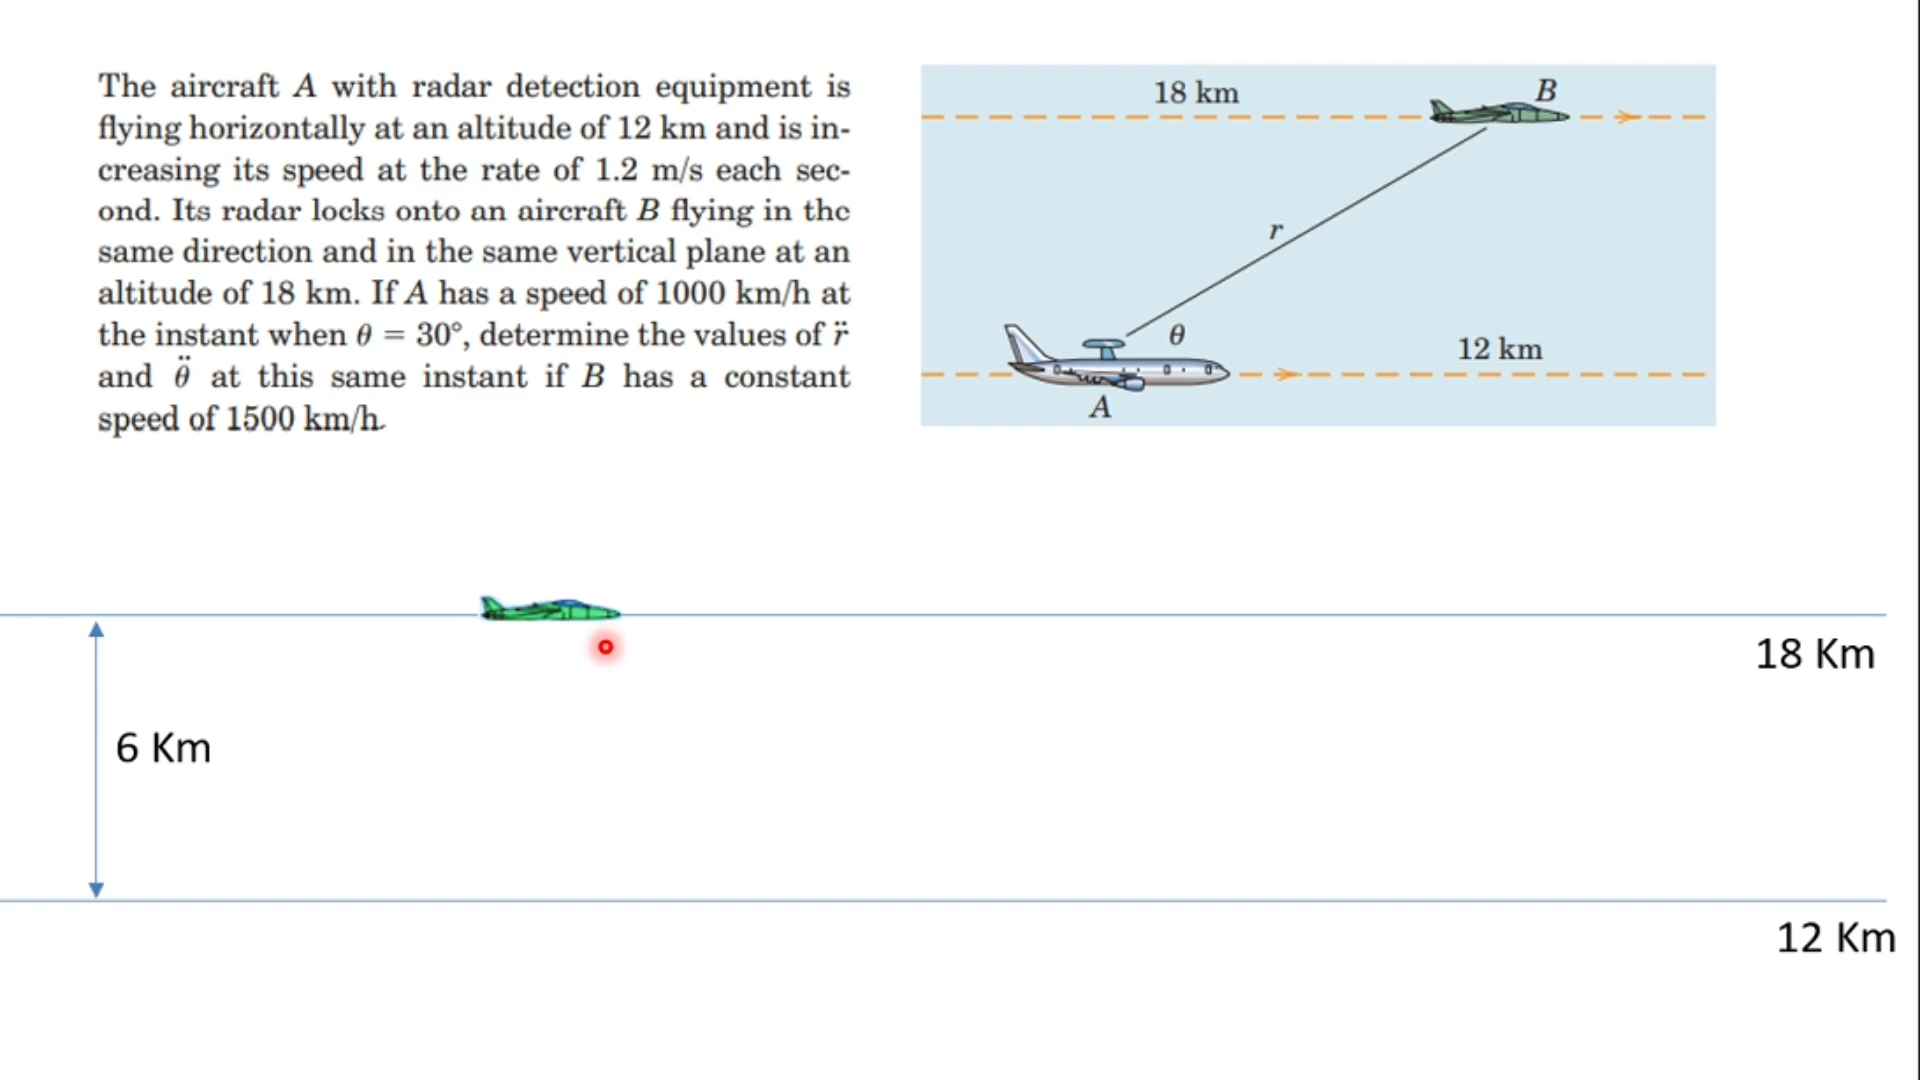 The aircraft A with radar detection equipment is
flying horizontally at an altitude of 12 km and is in-
creasing its speed at the rate of 1.2 m/s each sec-
ond. Its radar locks onto an aircraft B flying in the
same direction and in the same vertical plane at an
altitude of 18 km. If A has a speed of 1000 km/h at
the instant when θ = 30°, determine the values of r̈
and θ̈ at this same instant if B has a constant
speed of 1500 km/h.
18 km
B
r
θ
12 km
A
18 Km
6 Km
12 Km